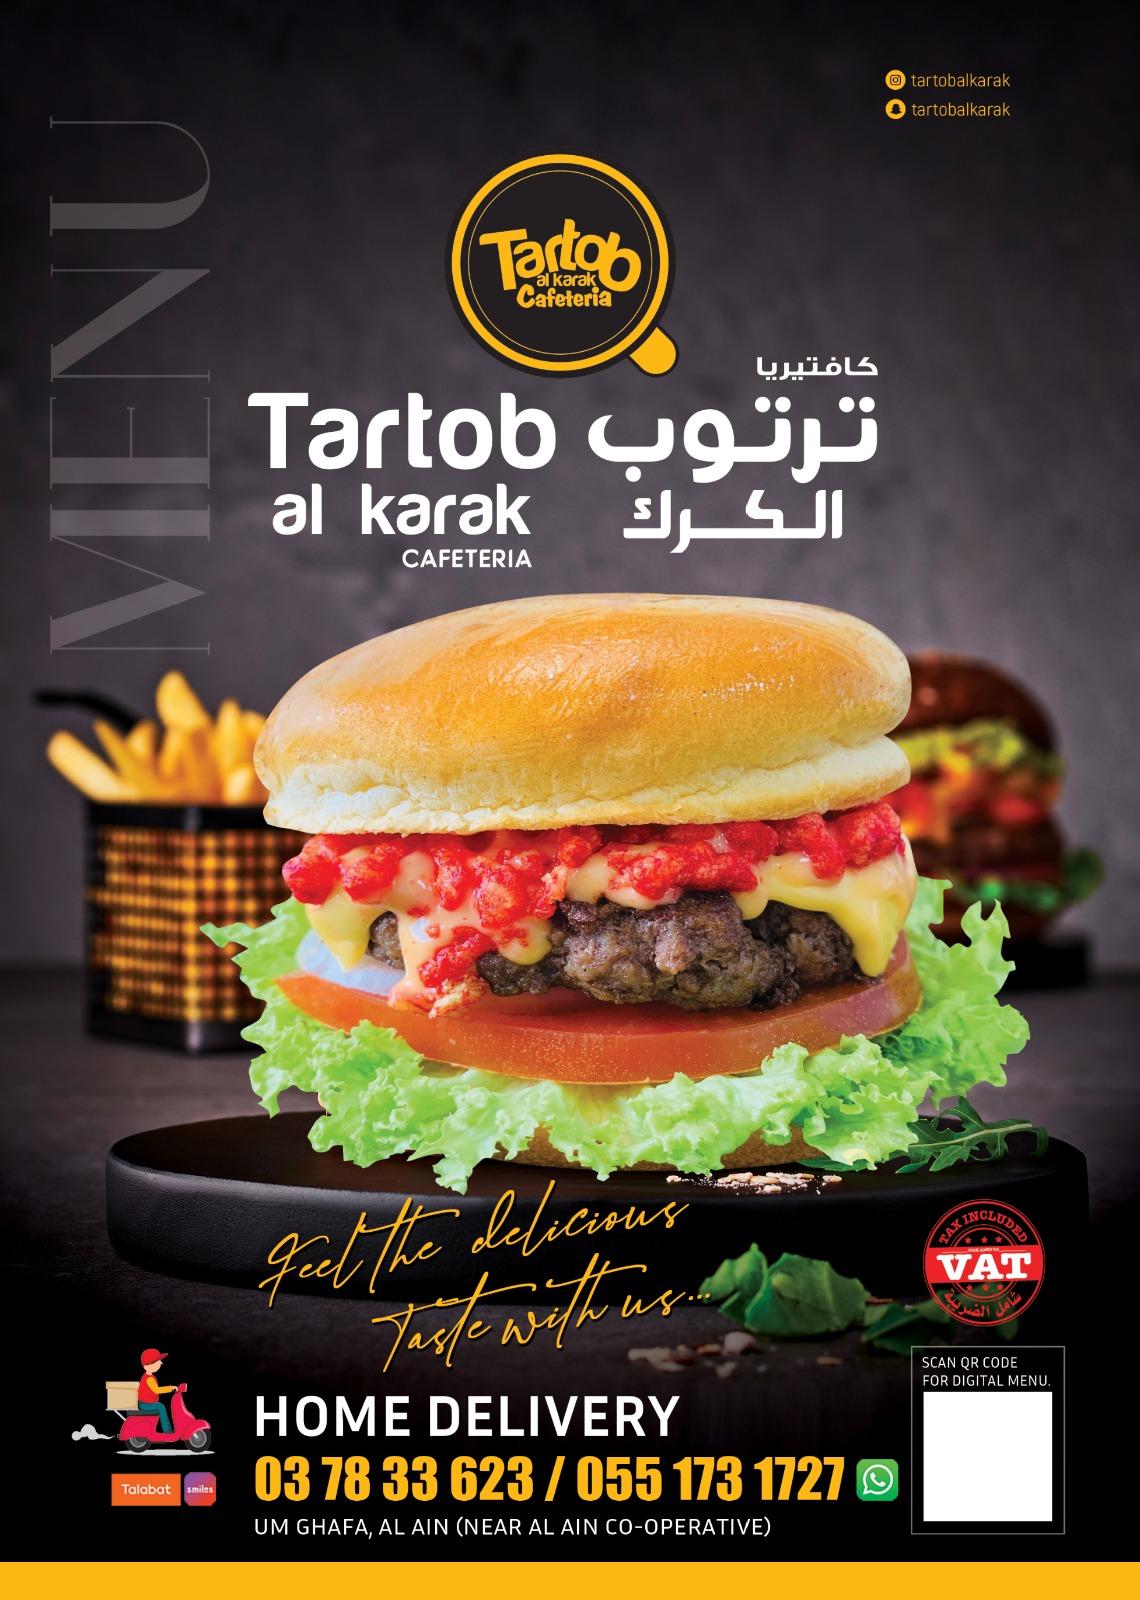 tartobalkarak
tartobalkarak
MENU
Tartob
al karak
Cafeteria
كافتيريا
Tartob ترتوب
al karak الكرك
CAFETERIA
Feel the delicious
Taste with us...
TAX INCLUDED
VAT
شامل الضريبة
SCAN QR CODE
FOR DIGITAL MENU.
HOME DELIVERY
03 78 33 623 / 055 173 1727
Talabat
smiles
UM GHAFA, AL AIN (NEAR AL AIN CO-OPERATIVE)